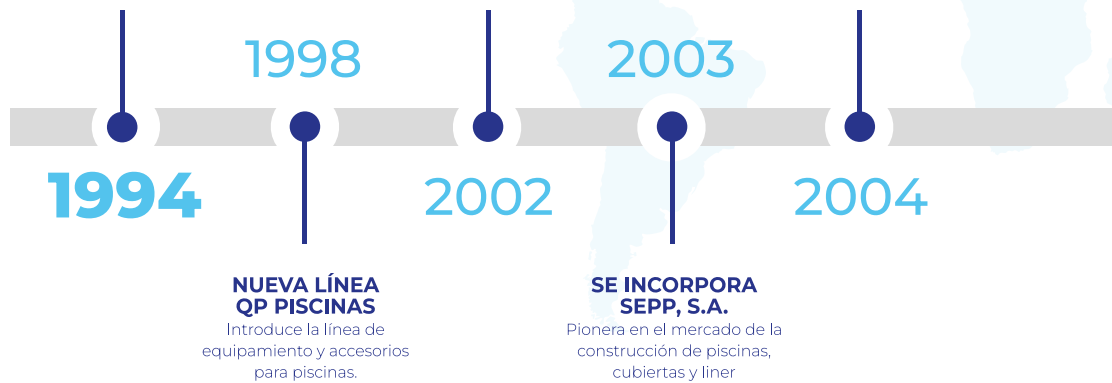 1998
2003
1994
2002
2004
NUEVA LÍNEA
QP PISCINAS
Introduce la línea de
equipamiento y accesorios
para piscinas.
SE INCORPORA
SEPP, S.A.
Pionera en el mercado de la
construcción de piscinas,
cubiertas y liner